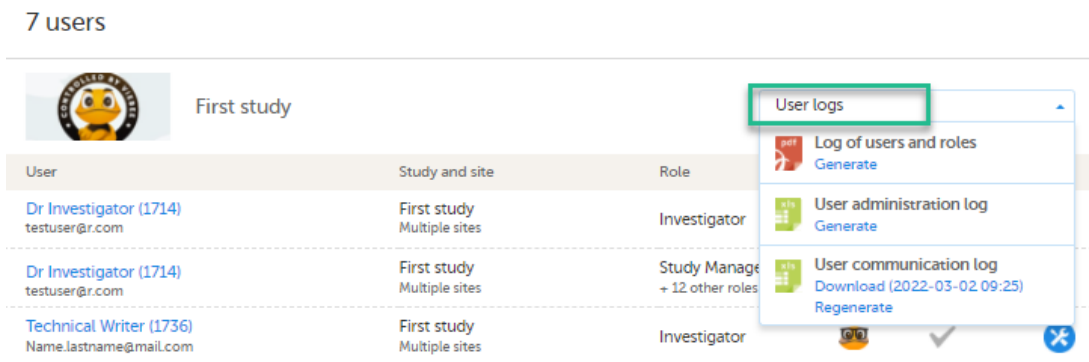 7 users
CONTROLLED BY VIEBEE
First study
User logs
pdf
Log of users and roles
Generate
User Study and site Role
xls
User administration log
Generate
Dr Investigator (1714) First study Investigator
testuser@r.com Multiple sites
xls
User communication log
Download (2022-03-02 09:25)
Regenerate
Dr Investigator (1714) First study Study Manage
testuser@r.com Multiple sites + 12 other roles
Technical Writer (1736) First study Investigator
Name.lastname@mail.com Multiple sites